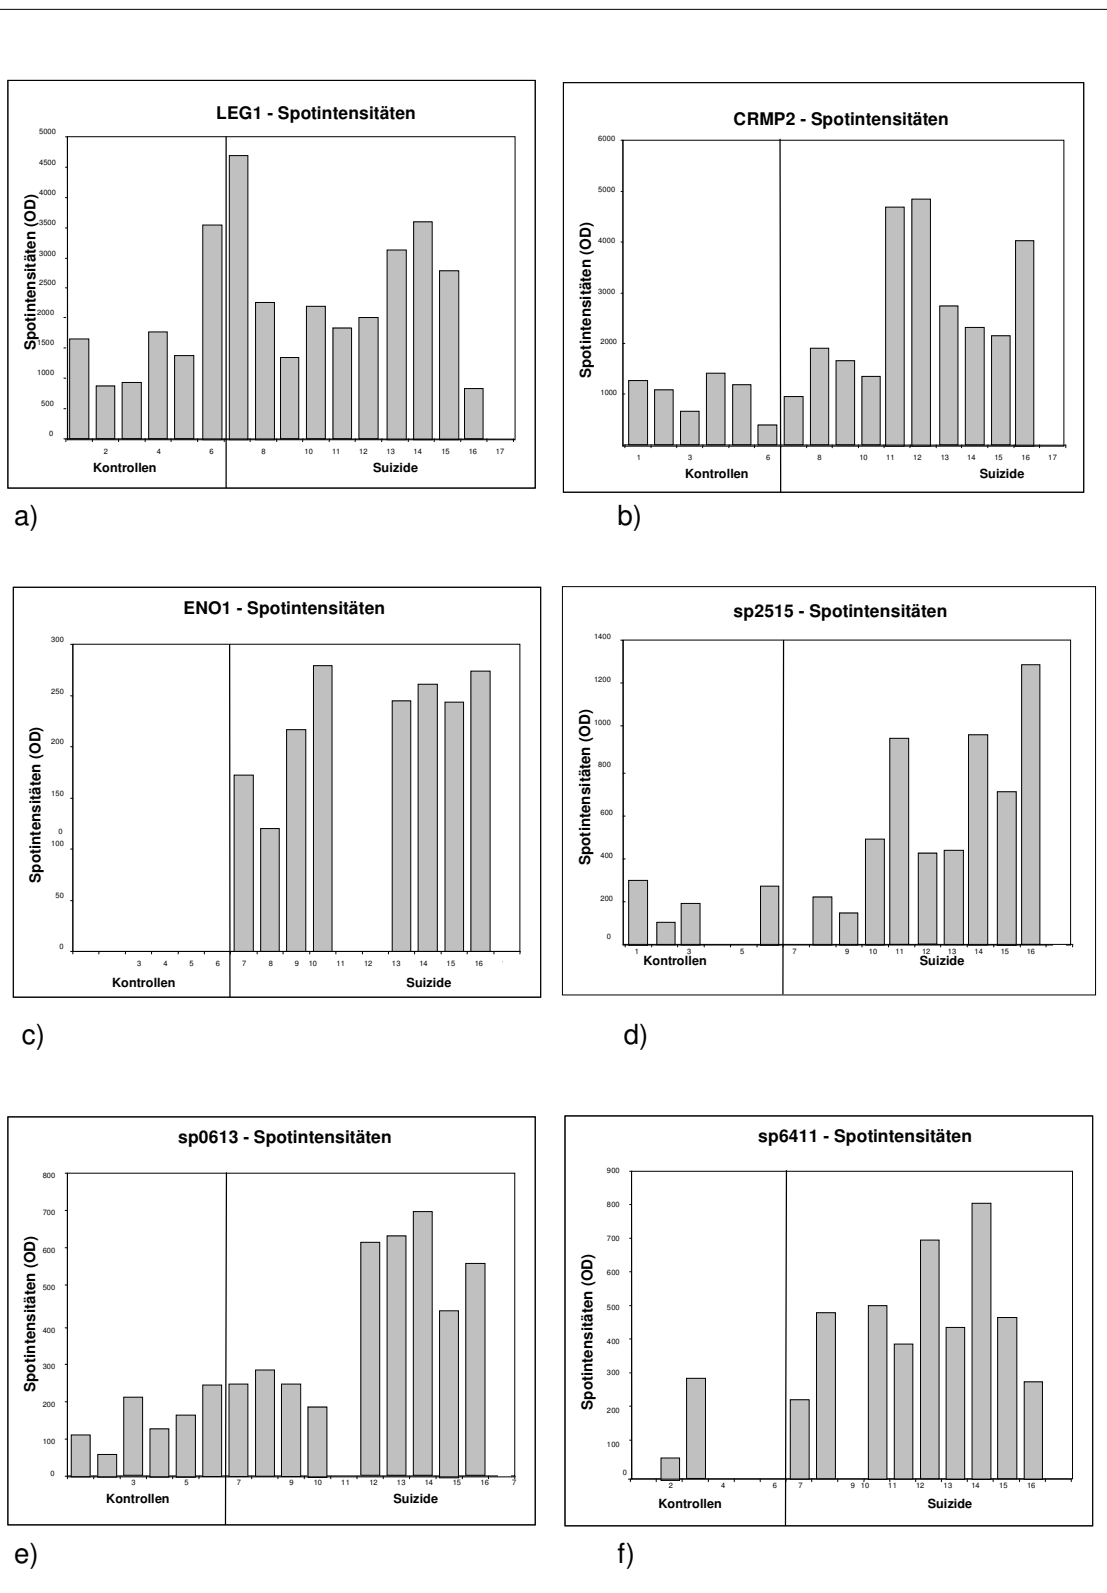 LEG1 - Spotintensitäten
Spotintensitäten (OD)
5000
4500
4000
3500
3000
2500
2000
1500
1000
500
0
2 4 6 8 10 11 12 13 14 15 16 17
Kontrollen Suizide
a)
CRMP2 - Spotintensitäten
Spotintensitäten (OD)
6000
5000
4000
3000
2000
1000
1 3 6 8 10 11 12 13 14 15 16 17
Kontrollen Suizide
b)
ENO1 - Spotintensitäten
Spotintensitäten (OD)
300
250
200
150
0
100
50
0
3 4 5 6 7 8 9 10 11 12 13 14 15 16
Kontrollen Suizide
c)
sp2515 - Spotintensitäten
Spotintensitäten (OD)
1400
1200
1000
800
600
400
200
0
1 3 5 7 9 10 11 12 13 14 15 16
Kontrollen Suizide
d)
sp0613 - Spotintensitäten
Spotintensitäten (OD)
800
700
600
500
400
300
200
100
0
3 5 7 9 10 11 12 13 14 15 16 7
Kontrollen Suizide
e)
sp6411 - Spotintensitäten
Spotintensitäten (OD)
900
800
700
600
500
400
300
200
100
0
2 4 6 7 9 10 11 12 13 14 15 16
Kontrollen Suizide
f)